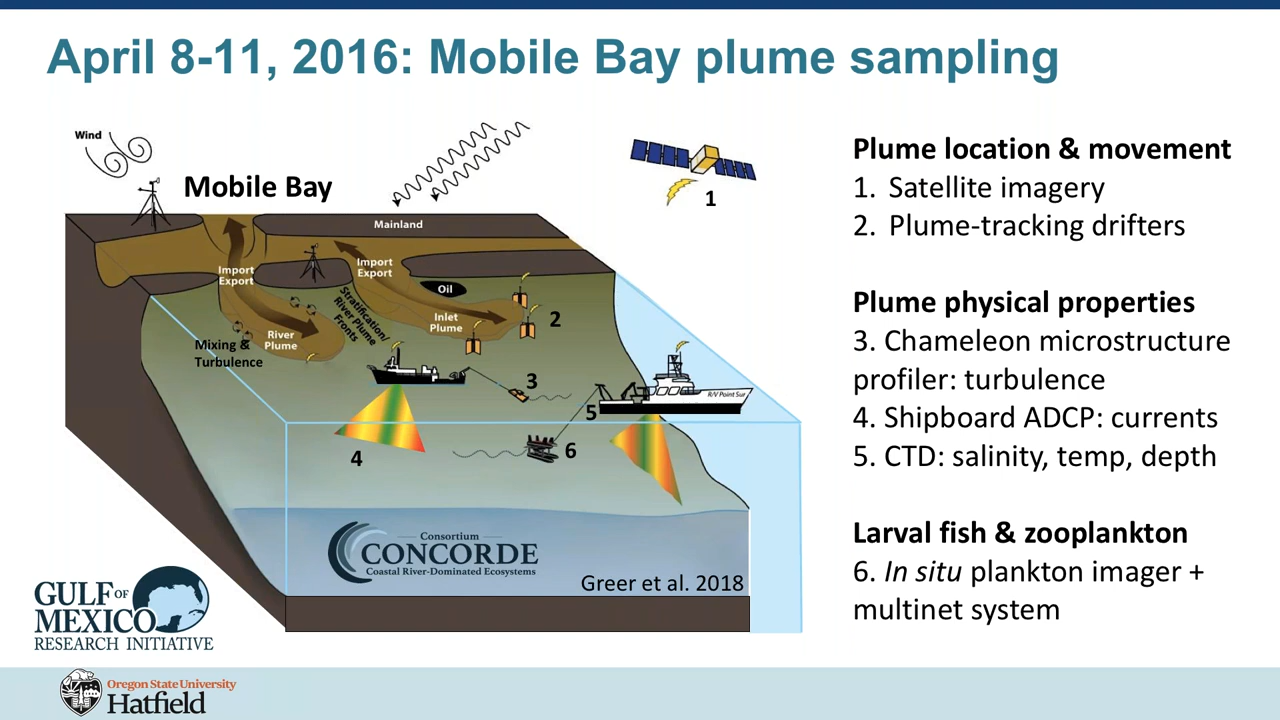 April 8-11, 2016: Mobile Bay plume sampling
Wind
Mobile Bay
1
Mainland
Import
Export
Import
Export
Oil
Stratification/
River Plume
Fronts
Inlet
Plume
2
River
Plume
Mixing &
Turbulence
3
R/V Point Sur
5
4
6
Consortium
CONCORDE
Coastal River-Dominated Ecosystems
Greer et al. 2018
GULF OF
MEXICO
RESEARCH INITIATIVE
Plume location & movement
1. Satellite imagery
2. Plume-tracking drifters
Plume physical properties
3. Chameleon microstructure
profiler: turbulence
4. Shipboard ADCP: currents
5. CTD: salinity, temp, depth
Larval fish & zooplankton
6. In situ plankton imager +
multinet system
Oregon State University
Hatfield